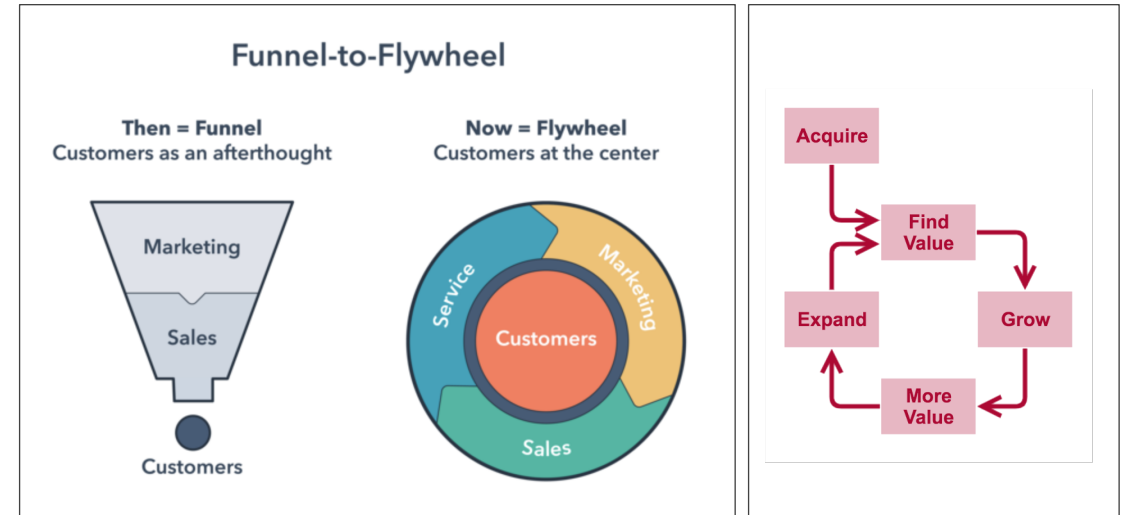 Funnel-to-Flywheel
Then = Funnel
Customers as an afterthought
Marketing
Sales
Customers
Now = Flywheel
Customers at the center
Service
Marketing
Customers
Sales
Acquire
Find
Value
Expand
Grow
More
Value